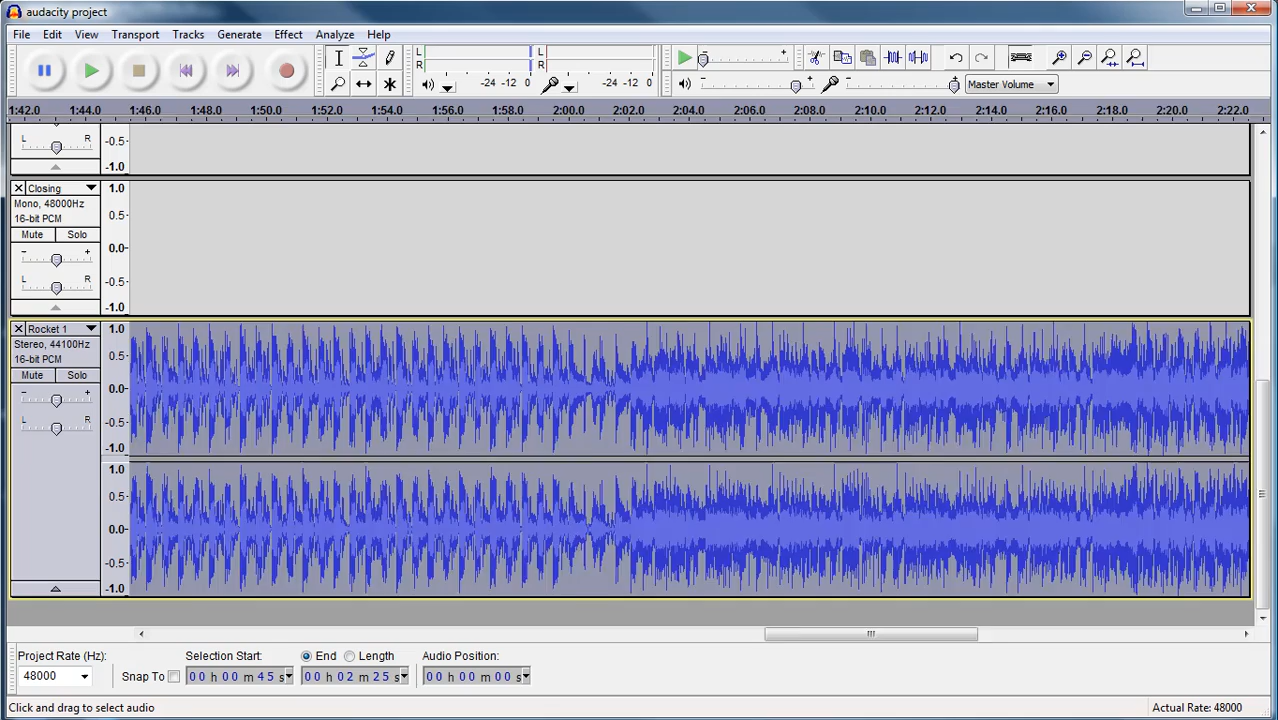 audacity project
File Edit View Transport Tracks Generate Effect Analyze Help
L
R
-24 -12 0
L
R
-24 -12 0
Master Volume
1:42.0 1:44.0 1:46.0 1:48.0 1:50.0 1:52.0 1:54.0 1:56.0 1:58.0 2:00.0 2:02.0 2:04.0 2:06.0 2:08.0 2:10.0 2:12.0 2:14.0 2:16.0 2:18.0 2:20.0 2:22.0
L R
-0.5
-1.0
Closing
Mono, 48000Hz
16-bit PCM
Mute Solo
- +
L R
1.0
0.5
0.0
-0.5
-1.0
Rocket 1
Stereo, 44100Hz
16-bit PCM
Mute Solo
- +
L R
1.0
0.5
0.0
-0.5
-1.0
1.0
0.5
0.0
-0.5
-1.0
Project Rate (Hz):
48000
Snap To
Selection Start:
00 h 00 m 45 s
End Length
00 h 02 m 25 s
Audio Position:
00 h 00 m 00 s
Click and drag to select audio
Actual Rate: 48000